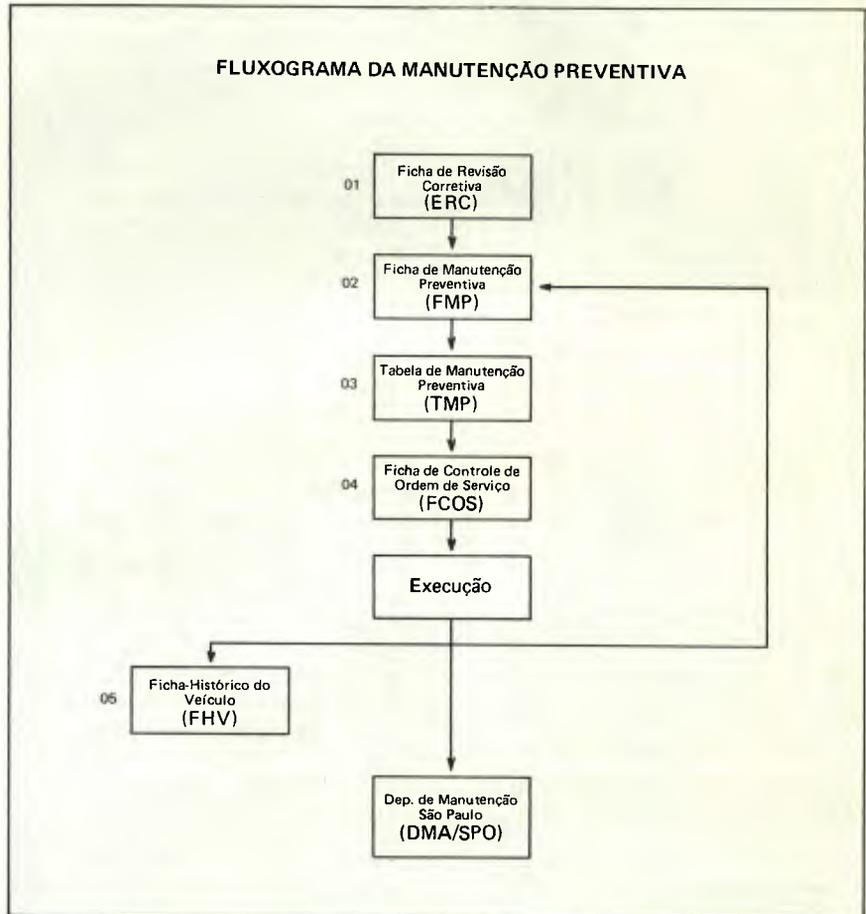 FLUXOGRAMA DA MANUTENÇÃO PREVENTIVA
01
Ficha de Revisão
Corretiva
(ERC)
02
Ficha de Manutenção
Preventiva
(FMP)
03
Tabela de Manutenção
Preventiva
(TMP)
04
Ficha de Controle de
Ordem de Serviço
(FCOS)
Execução
05
Ficha-Histórico do
Veículo
(FHV)
Dep. de Manutenção
São Paulo
(DMA/SPO)